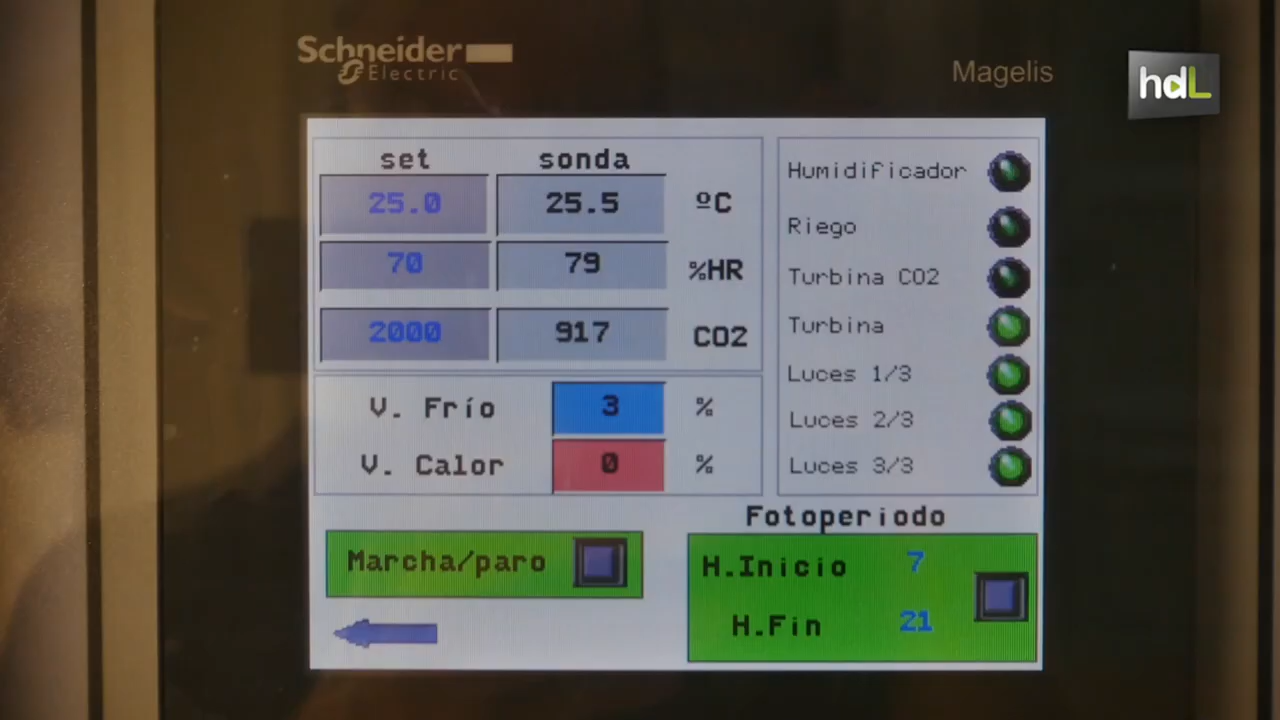 Schneider
Electric
Magelis
hdL
set sonda
25.0 25.5 ºC
70 79 %HR
2000 917 CO2
V. Frío 3 %
V. Calor 0 %
Humidificador
Riego
Turbina CO2
Turbina
Luces 1/3
Luces 2/3
Luces 3/3
Marcha/paro
Fotoperiodo
H.Inicio 7
H.Fin 21